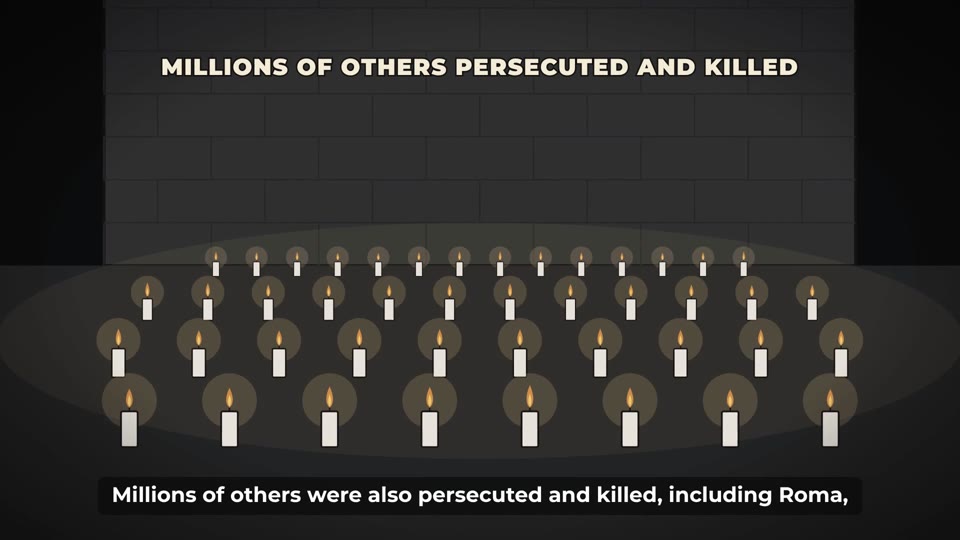 MILLIONS OF OTHERS PERSECUTED AND KILLED
Millions of others were also persecuted and killed, including Roma,